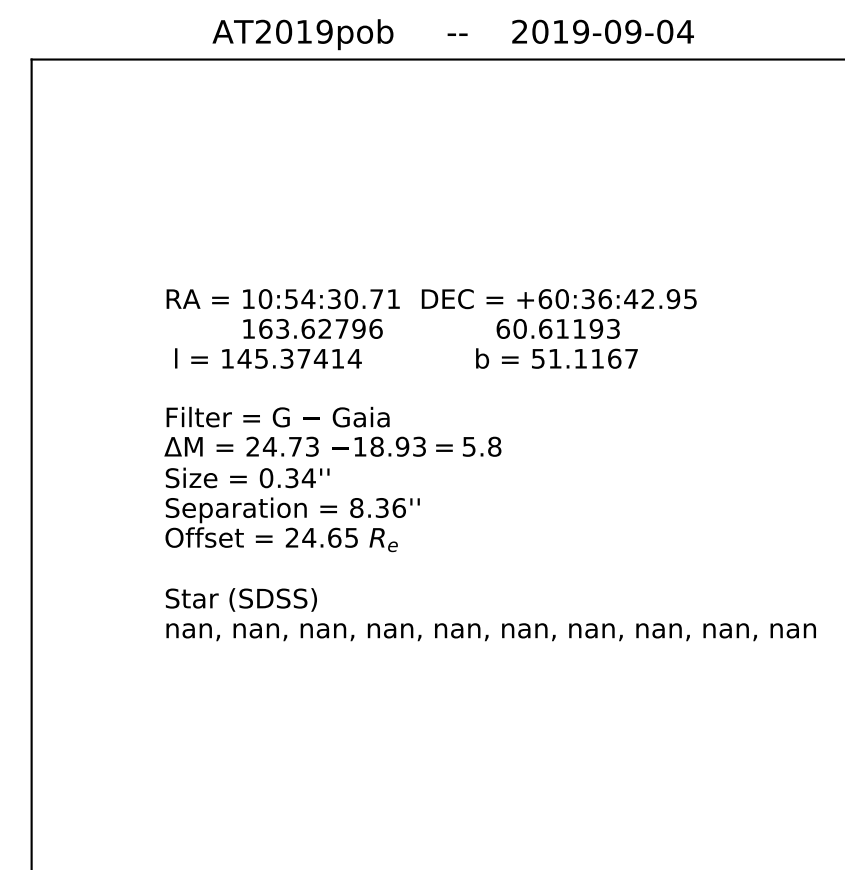 AT2019pob -- 2019-09-04
RA = 10:54:30.71 DEC = +60:36:42.95
163.62796 60.61193
l = 145.37414 b = 51.1167
Filter = G − Gaia
ΔM = 24.73 −18.93 = 5.8
Size = 0.34''
Separation = 8.36''
Offset = 24.65 Re
Star (SDSS)
nan, nan, nan, nan, nan, nan, nan, nan, nan, nan